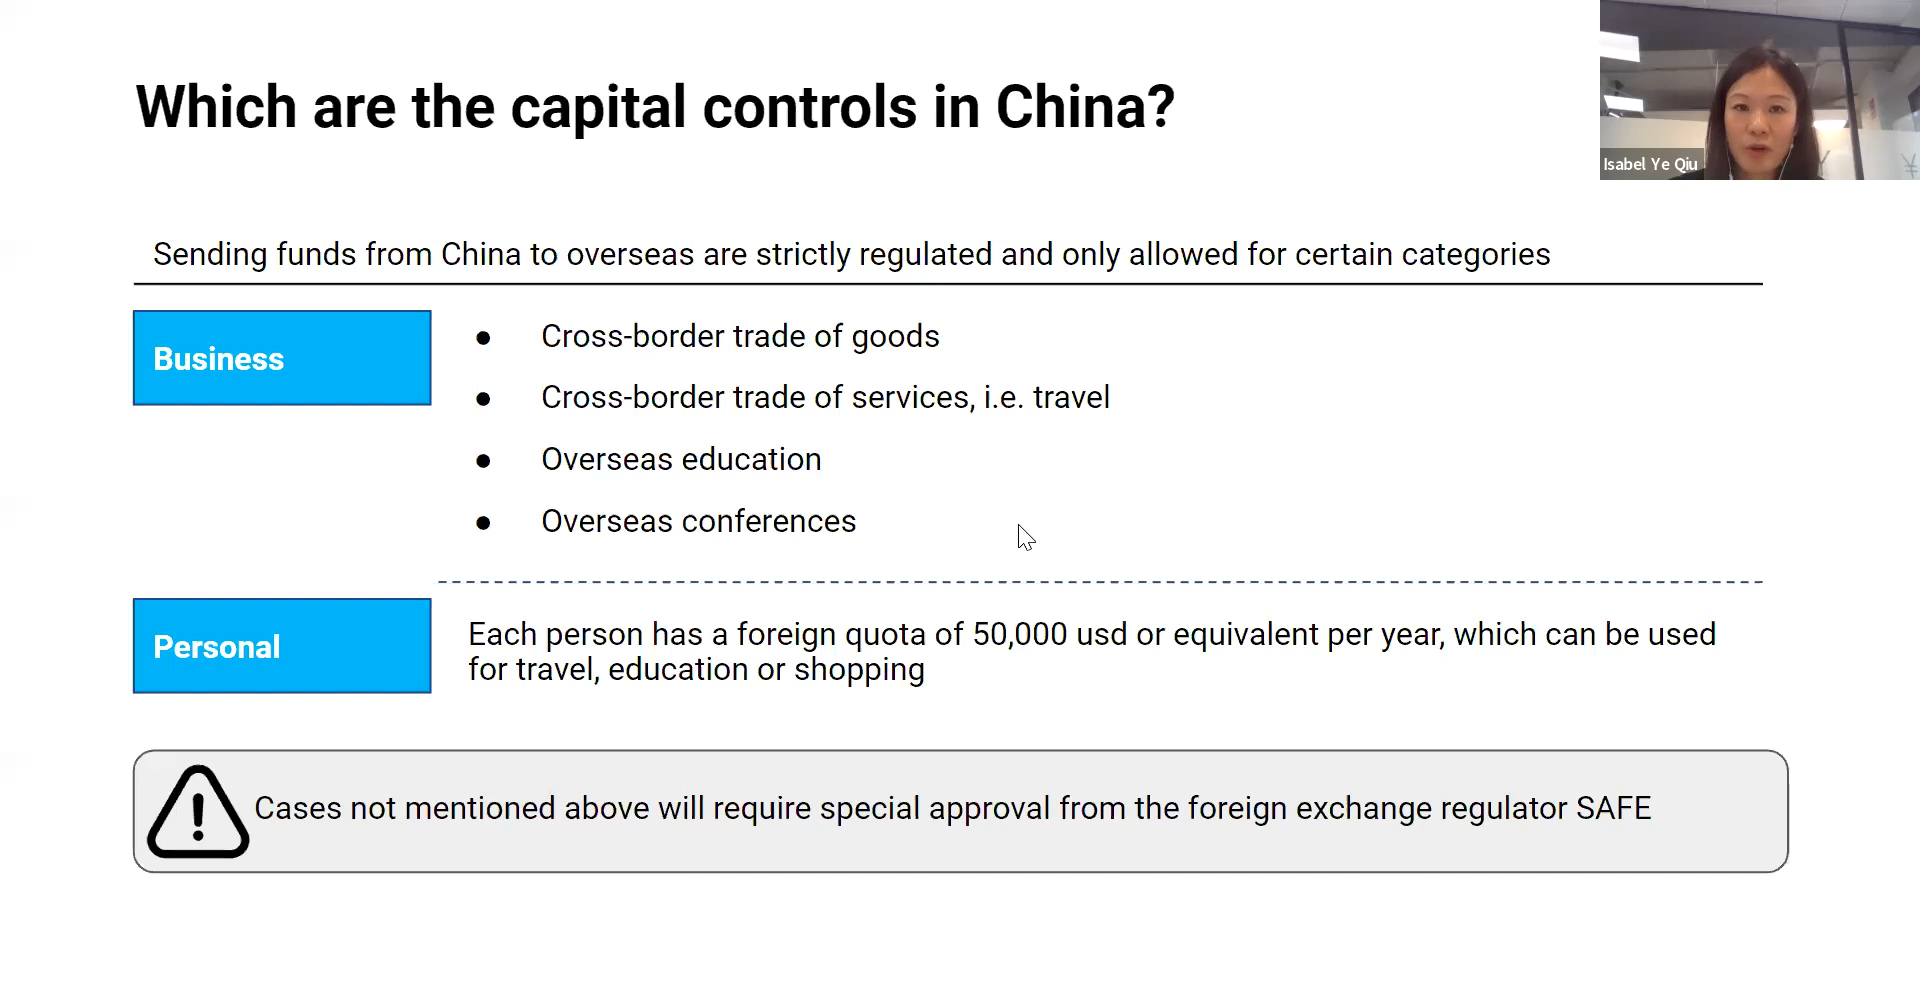 Which are the capital controls in China?
Isabel Ye Qiu
Sending funds from China to overseas are strictly regulated and only allowed for certain categories
Business
● Cross-border trade of goods
● Cross-border trade of services, i.e. travel
● Overseas education
● Overseas conferences
Personal
Each person has a foreign quota of 50,000 usd or equivalent per year, which can be used
for travel, education or shopping
Cases not mentioned above will require special approval from the foreign exchange regulator SAFE